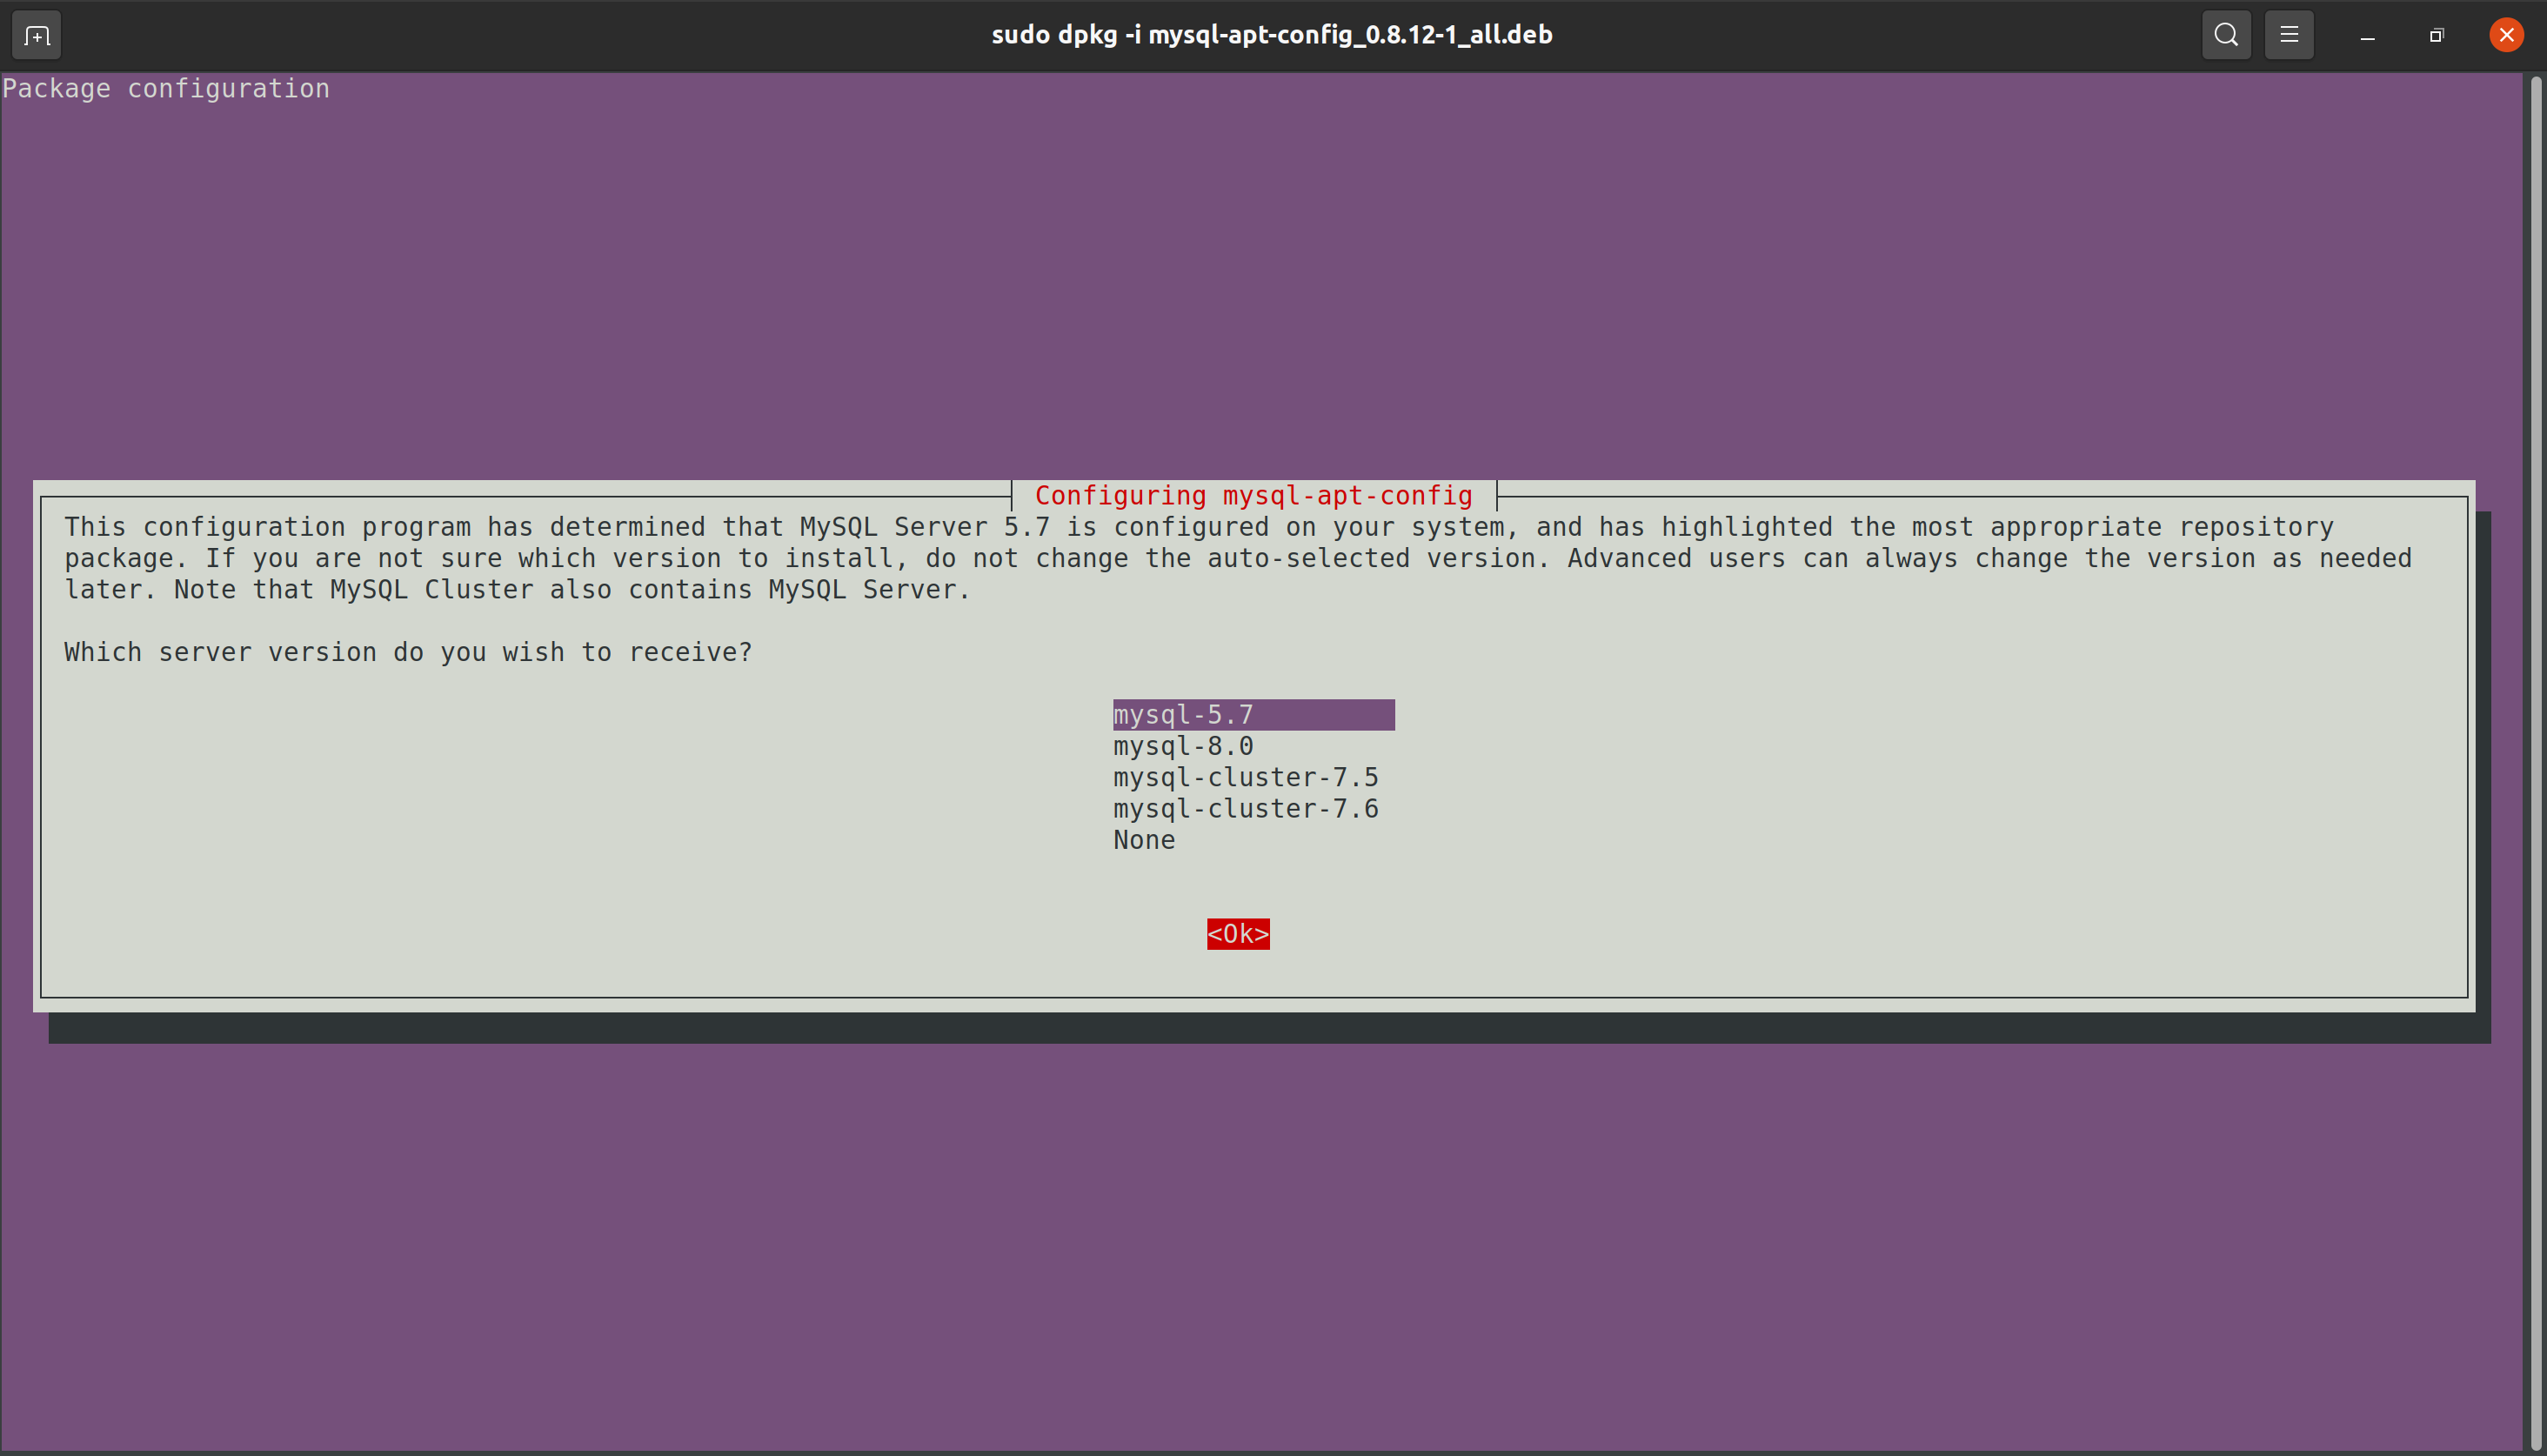 sudo dpkg -i mysql-apt-config_0.8.12-1_all.deb
Package configuration
Configuring mysql-apt-config
This configuration program has determined that MySQL Server 5.7 is configured on your system, and has highlighted the most appropriate repository
package. If you are not sure which version to install, do not change the auto-selected version. Advanced users can always change the version as needed
later. Note that MySQL Cluster also contains MySQL Server.
Which server version do you wish to receive?
mysql-5.7
mysql-8.0
mysql-cluster-7.5
mysql-cluster-7.6
None
<Ok>